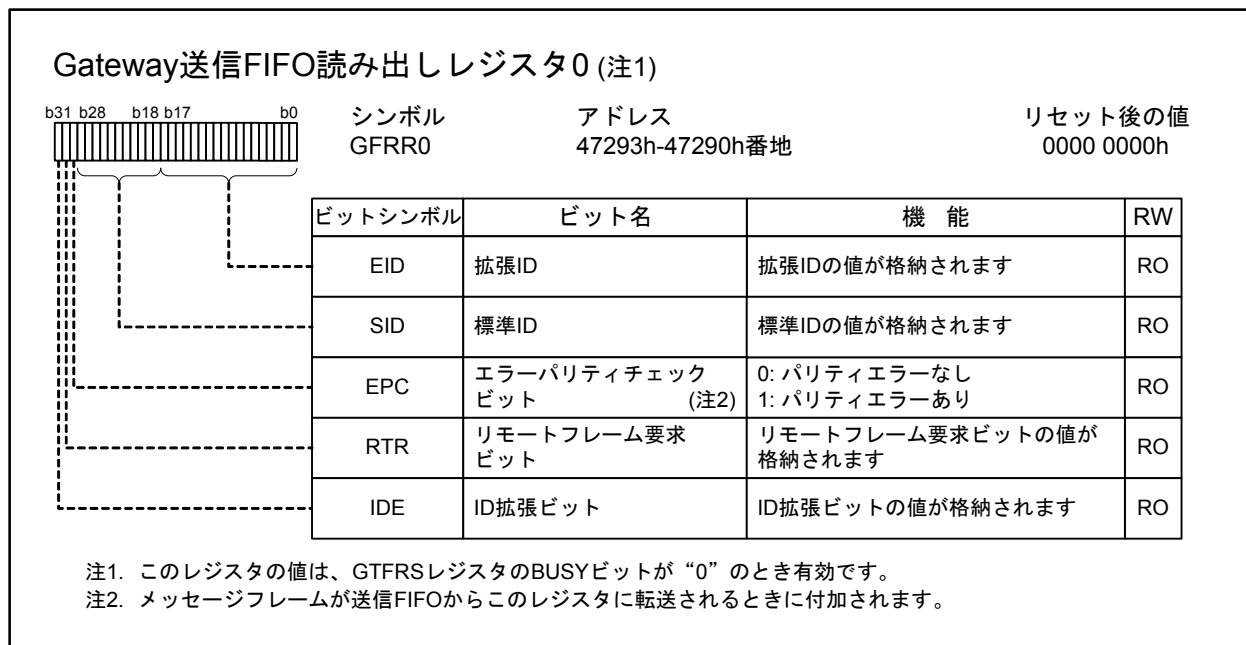 Gateway送信FIFO読み出しレジスタ0 (注1)
b31 b28 b18 b17 b0
シンボル アドレス リセット後の値
GFRR0 47293h-47290h番地 0000 0000h
ビットシンボル ビット名 機 能 RW
EID 拡張ID 拡張IDの値が格納されます RO
SID 標準ID 標準IDの値が格納されます RO
EPC エラーパリティチェック
ビット (注2) 0: パリティエラーなし
1: パリティエラーあり RO
RTR リモートフレーム要求
ビット リモートフレーム要求ビットの値が
格納されます RO
IDE ID拡張ビット ID拡張ビットの値が格納されます RO
注1. このレジスタの値は、GTFRSレジスタのBUSYビットが“0”のとき有効です。
注2. メッセージフレームが送信FIFOからこのレジスタに転送されるときに付加されます。